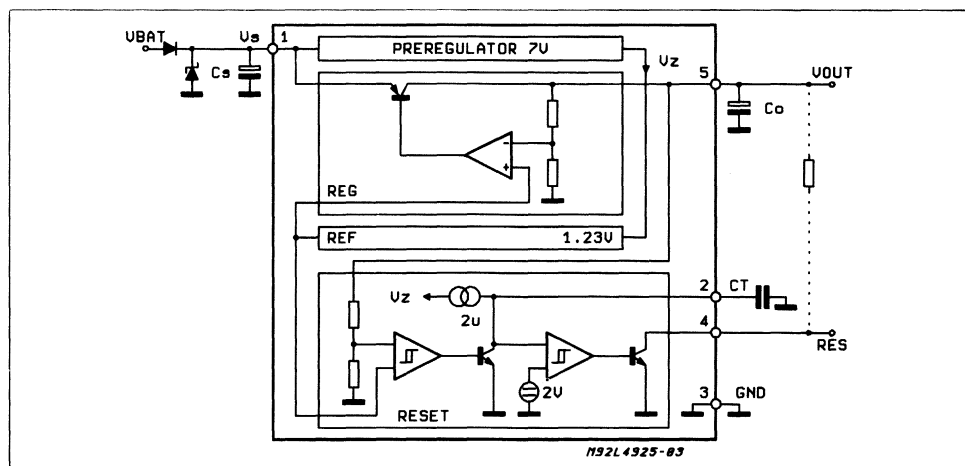 VBAT
Vs
1
Cs
PREREGULATOR 7V
Vz
5
VOUT
Co
-
+
REG
REF 1.23V
Vz
2u
2
CT
4
RES
2V
3
GND
RESET
M92L4925-03